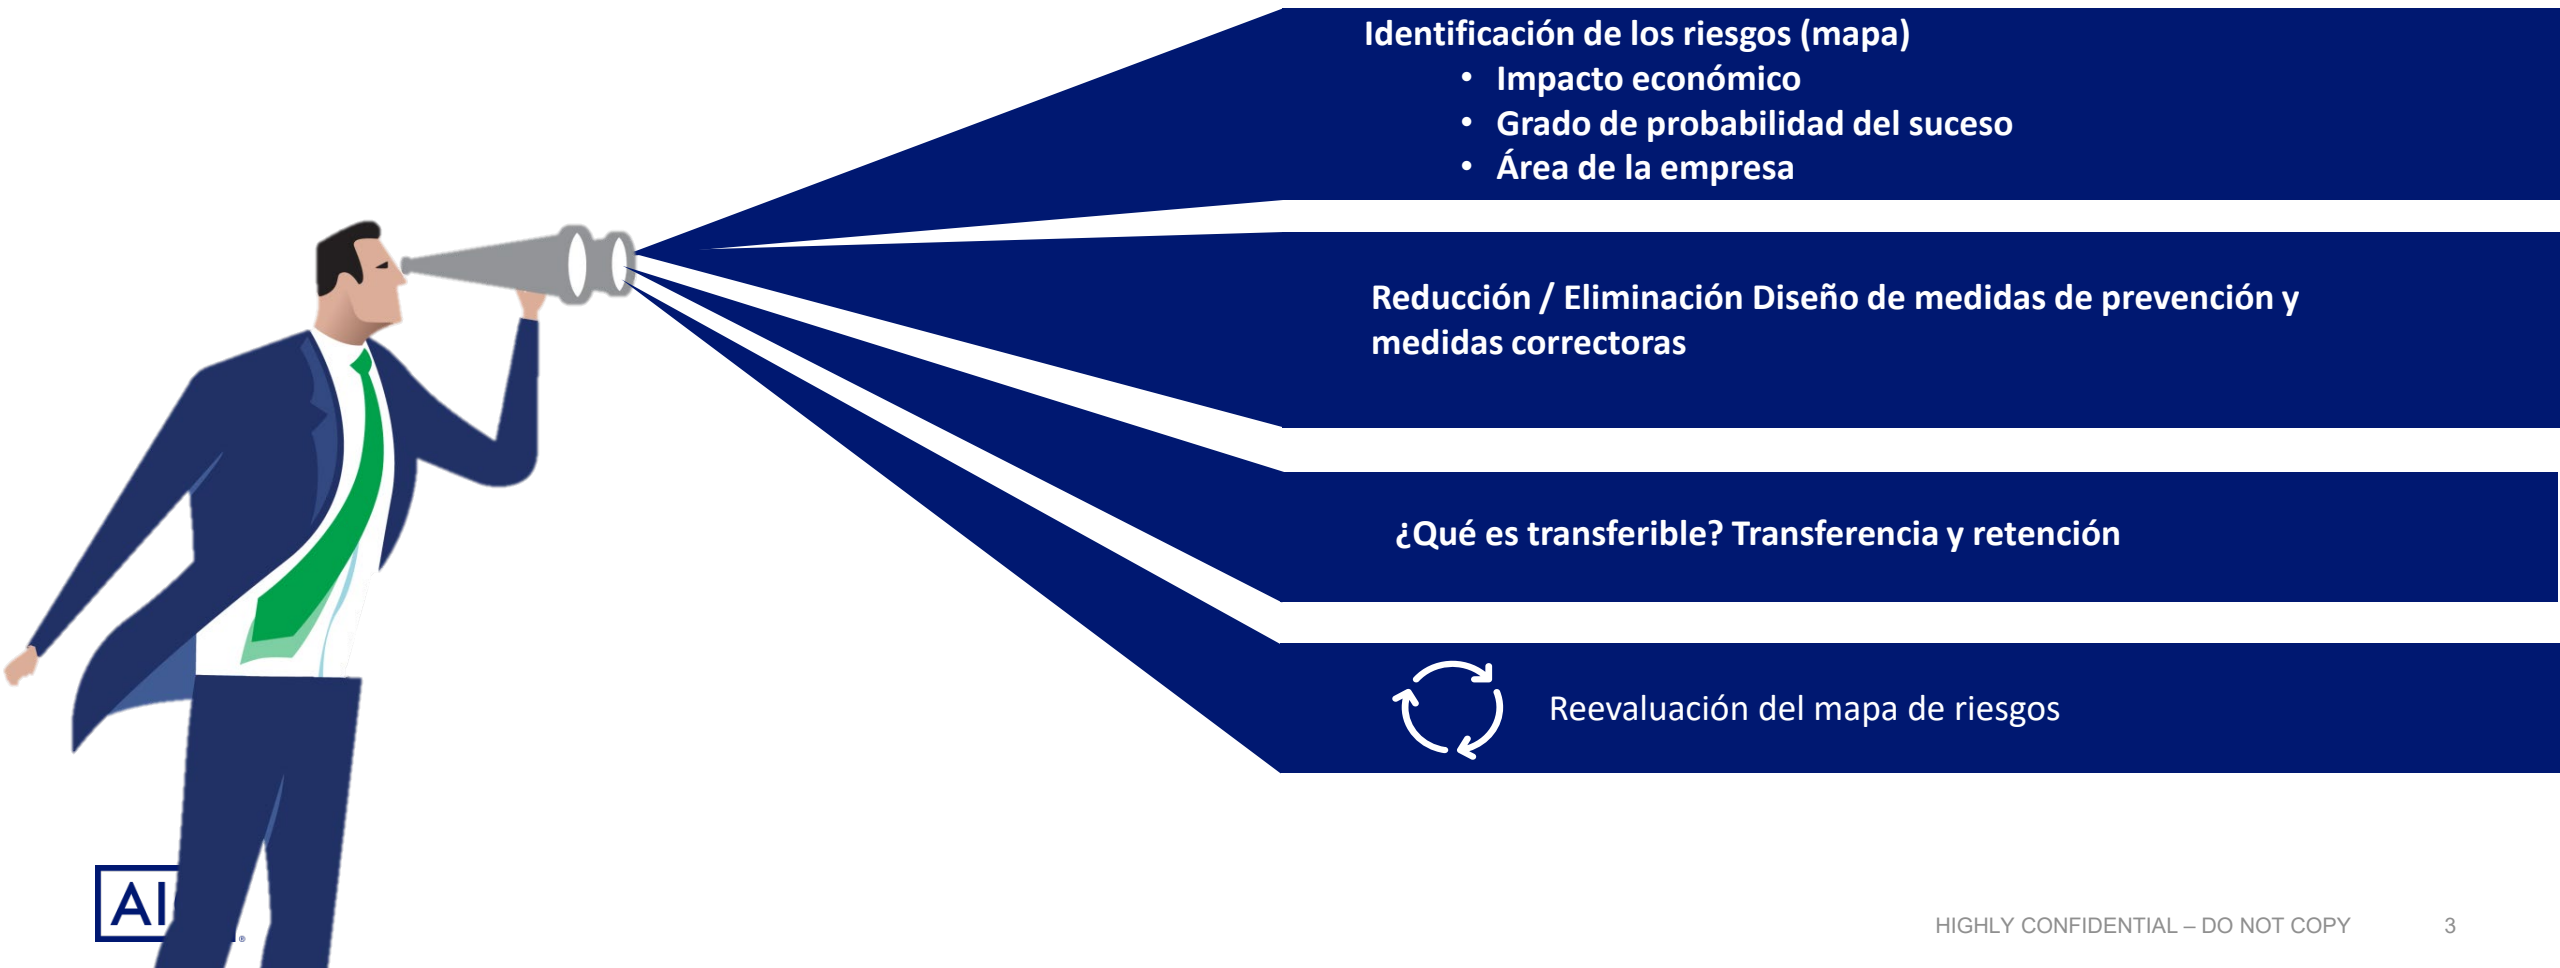 Identificación de los riesgos (mapa)
• Impacto económico
• Grado de probabilidad del suceso
• Área de la empresa
Reducción / Eliminación Diseño de medidas de prevención y
medidas correctoras
¿Qué es transferible? Transferencia y retención
Reevaluación del mapa de riesgos
AI
®
HIGHLY CONFIDENTIAL – DO NOT COPY 3